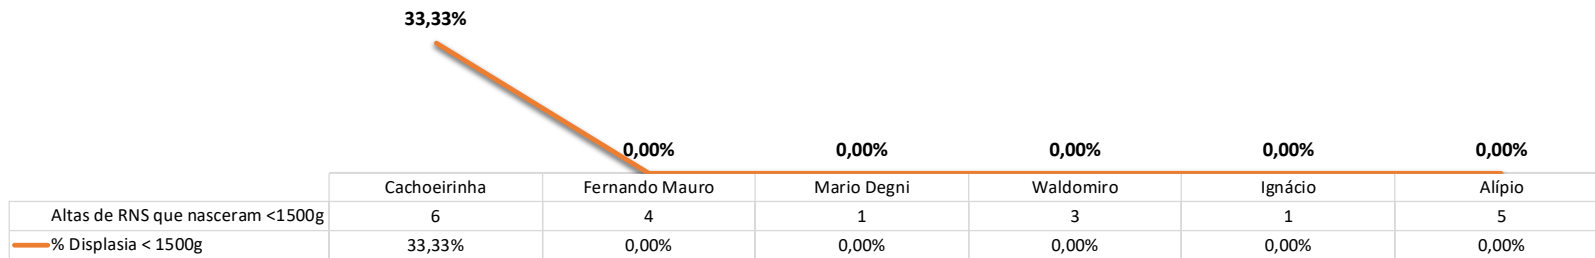 33,33%
0,00% 0,00% 0,00% 0,00% 0,00%
Cachoeirinha Fernando Mauro Mario Degni Waldomiro Ignácio Alípio
Altas de RNS que nasceram <1500g 6 4 1 3 1 5
% Displasia < 1500g 33,33% 0,00% 0,00% 0,00% 0,00% 0,00%